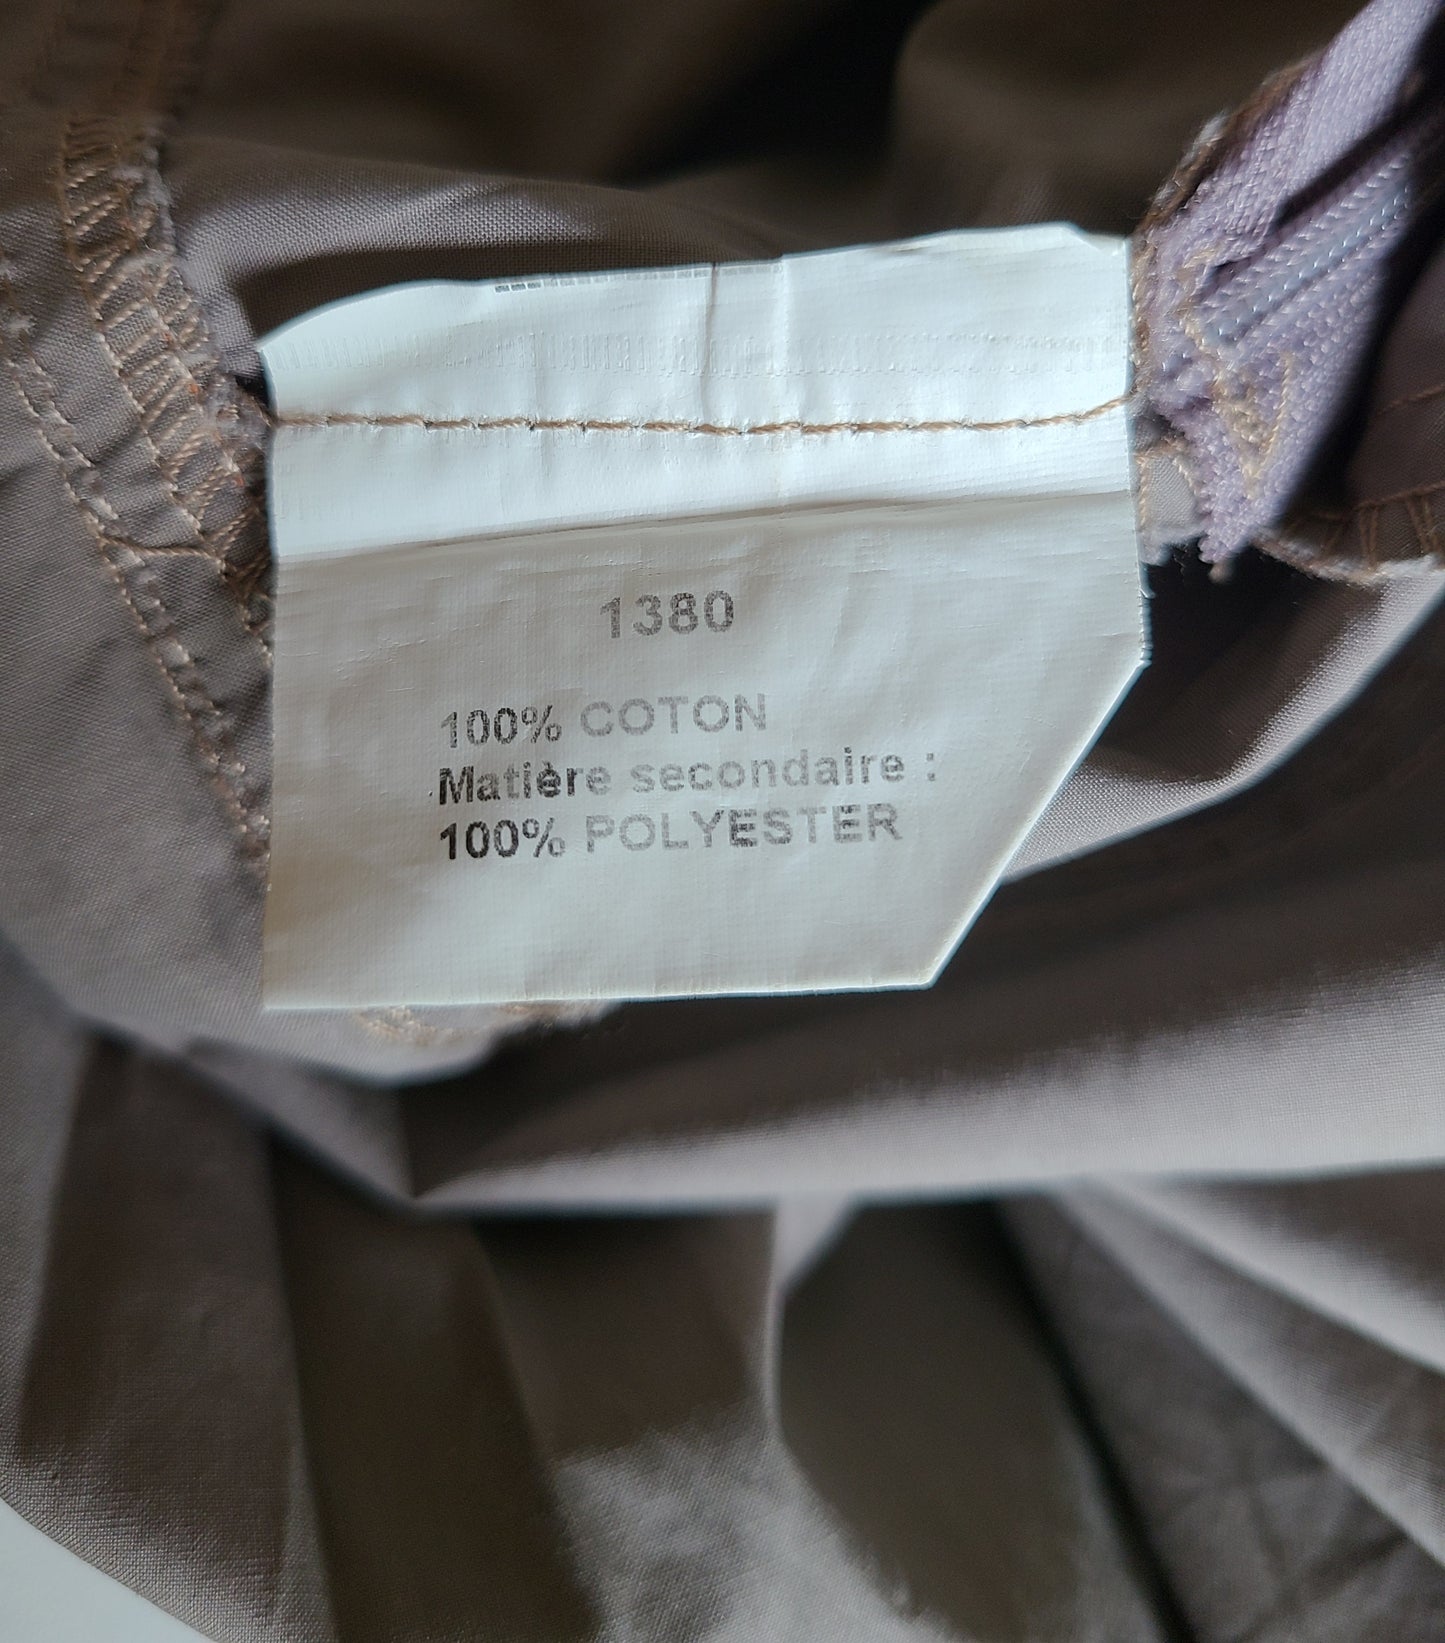 1380
100% COTON
Matière secondaire :
100% POLYESTER